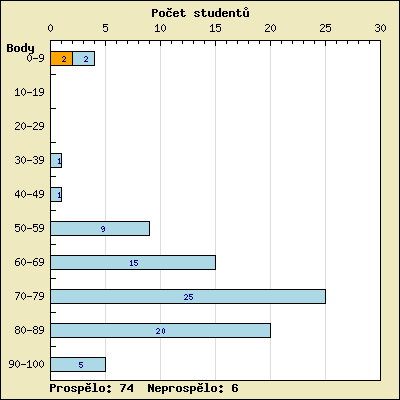 Počet studentů
0 5 10 15 20 25 30
Body
0-9 2 2
10-19
20-29
30-39 1
40-49 1
50-59 9
60-69 15
70-79 25
80-89 20
90-100 5
Prospělo: 74 Neprospělo: 6